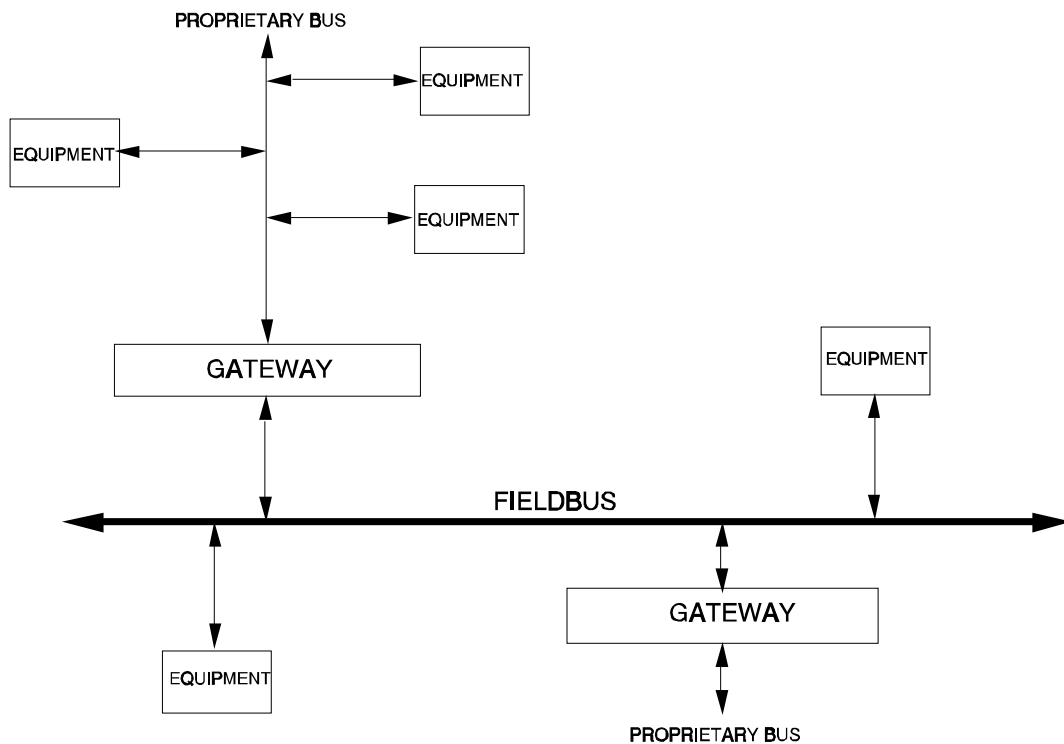 PROPRIETARY BUS
EQUIPMENT
EQUIPMENT
EQUIPMENT
GATEWAY
EQUIPMENT
FIELDBUS
GATEWAY
EQUIPMENT
PROPRIETARY BUS